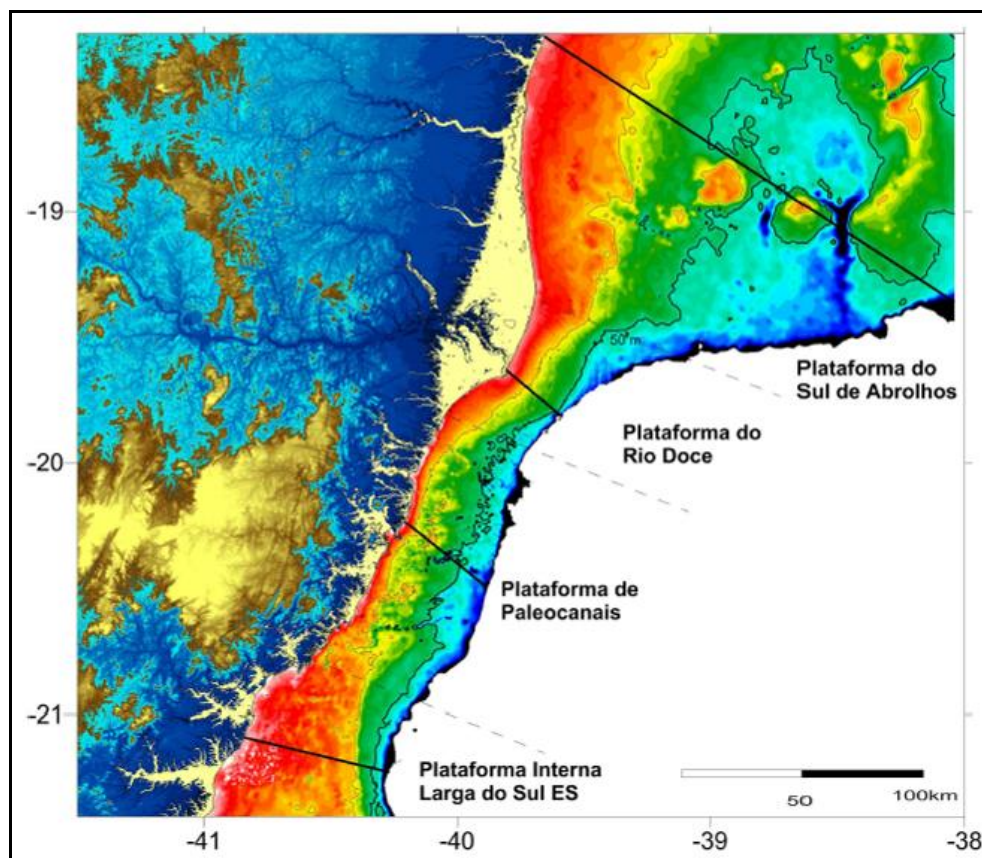 -19
50 m
Plataforma do
Sul de Abrolhos
Plataforma do
Rio Doce
-20
Plataforma de
Paleocanais
-21
Plataforma Interna
Larga do Sul ES
50
100km
-41
-40
-39
-38